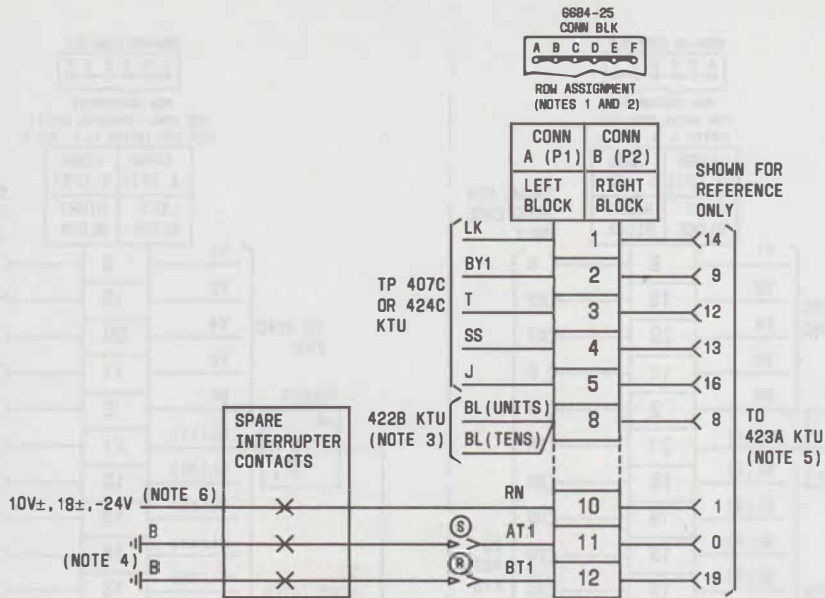 66B4-25
CONN BLK
A B C D E F
ROW ASSIGNMENT
(NOTES 1 AND 2)
CONN A (P1)
CONN B (P2)
LEFT BLOCK
RIGHT BLOCK
SHOWN FOR
REFERENCE
ONLY
TP 407C
OR 424C
KTU
LK 1 14
BY1 2 9
T 3 12
SS 4 13
J 5 16
422B KTU
(NOTE 3)
BL(UNITS) 8 8
BL(TENS)
TO
423A KTU
(NOTE 5)
SPARE
INTERRUPTER
CONTACTS
10V±,18±,-24V (NOTE 6) RN 10 1
B S AT1 11 0
(NOTE 4)
B R BT1 12 19